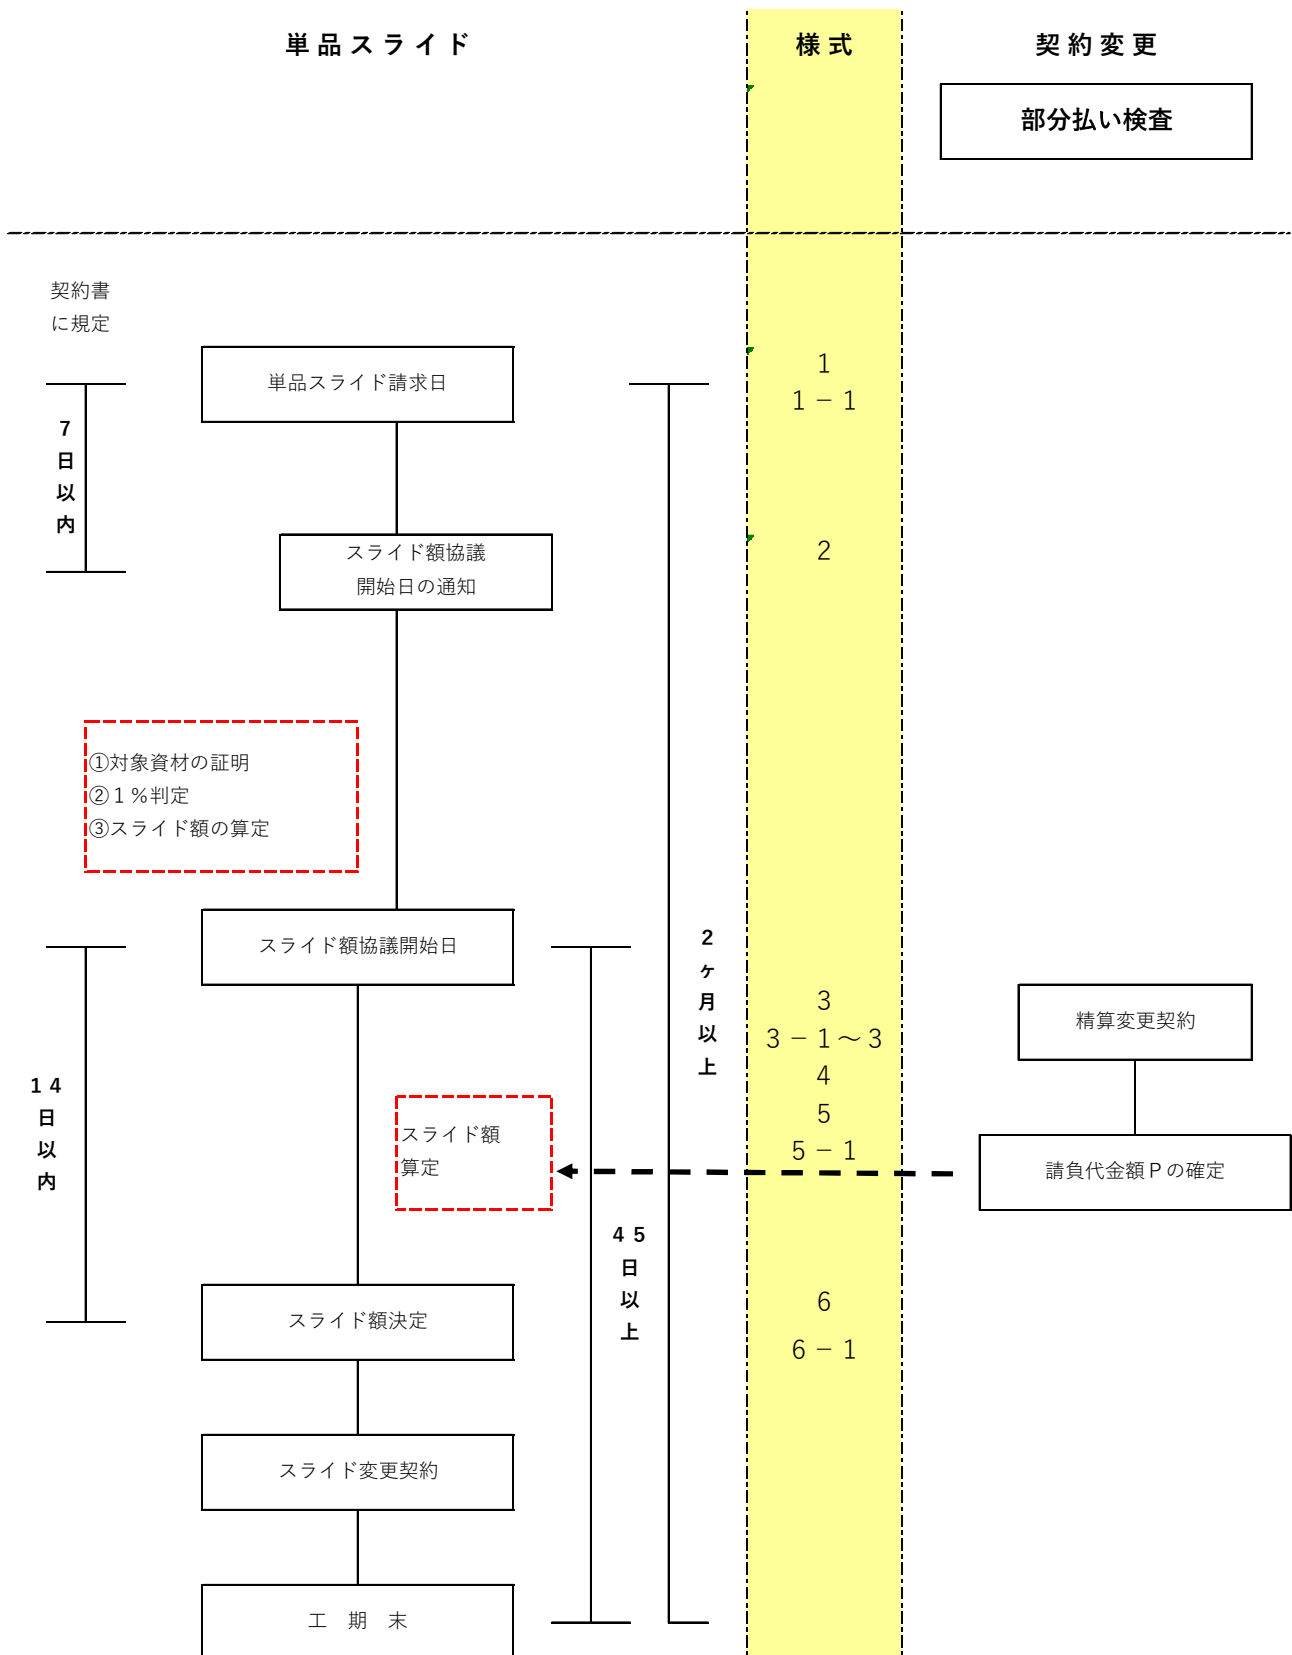 単品スライド
様式
契約変更
部分払い検査
契約書
に規定
単品スライド請求日
1
1－1
7日以内
スライド額協議
開始日の通知
2
①対象資材の証明
②１％判定
③スライド額の算定
スライド額協議開始日
2ヶ月以上
3
3－1～3
4
5
5－1
精算変更契約
14日以内
スライド額
算定
請負代金額Ｐの確定
45日以上
スライド額決定
6
6－1
スライド変更契約
工　期　末